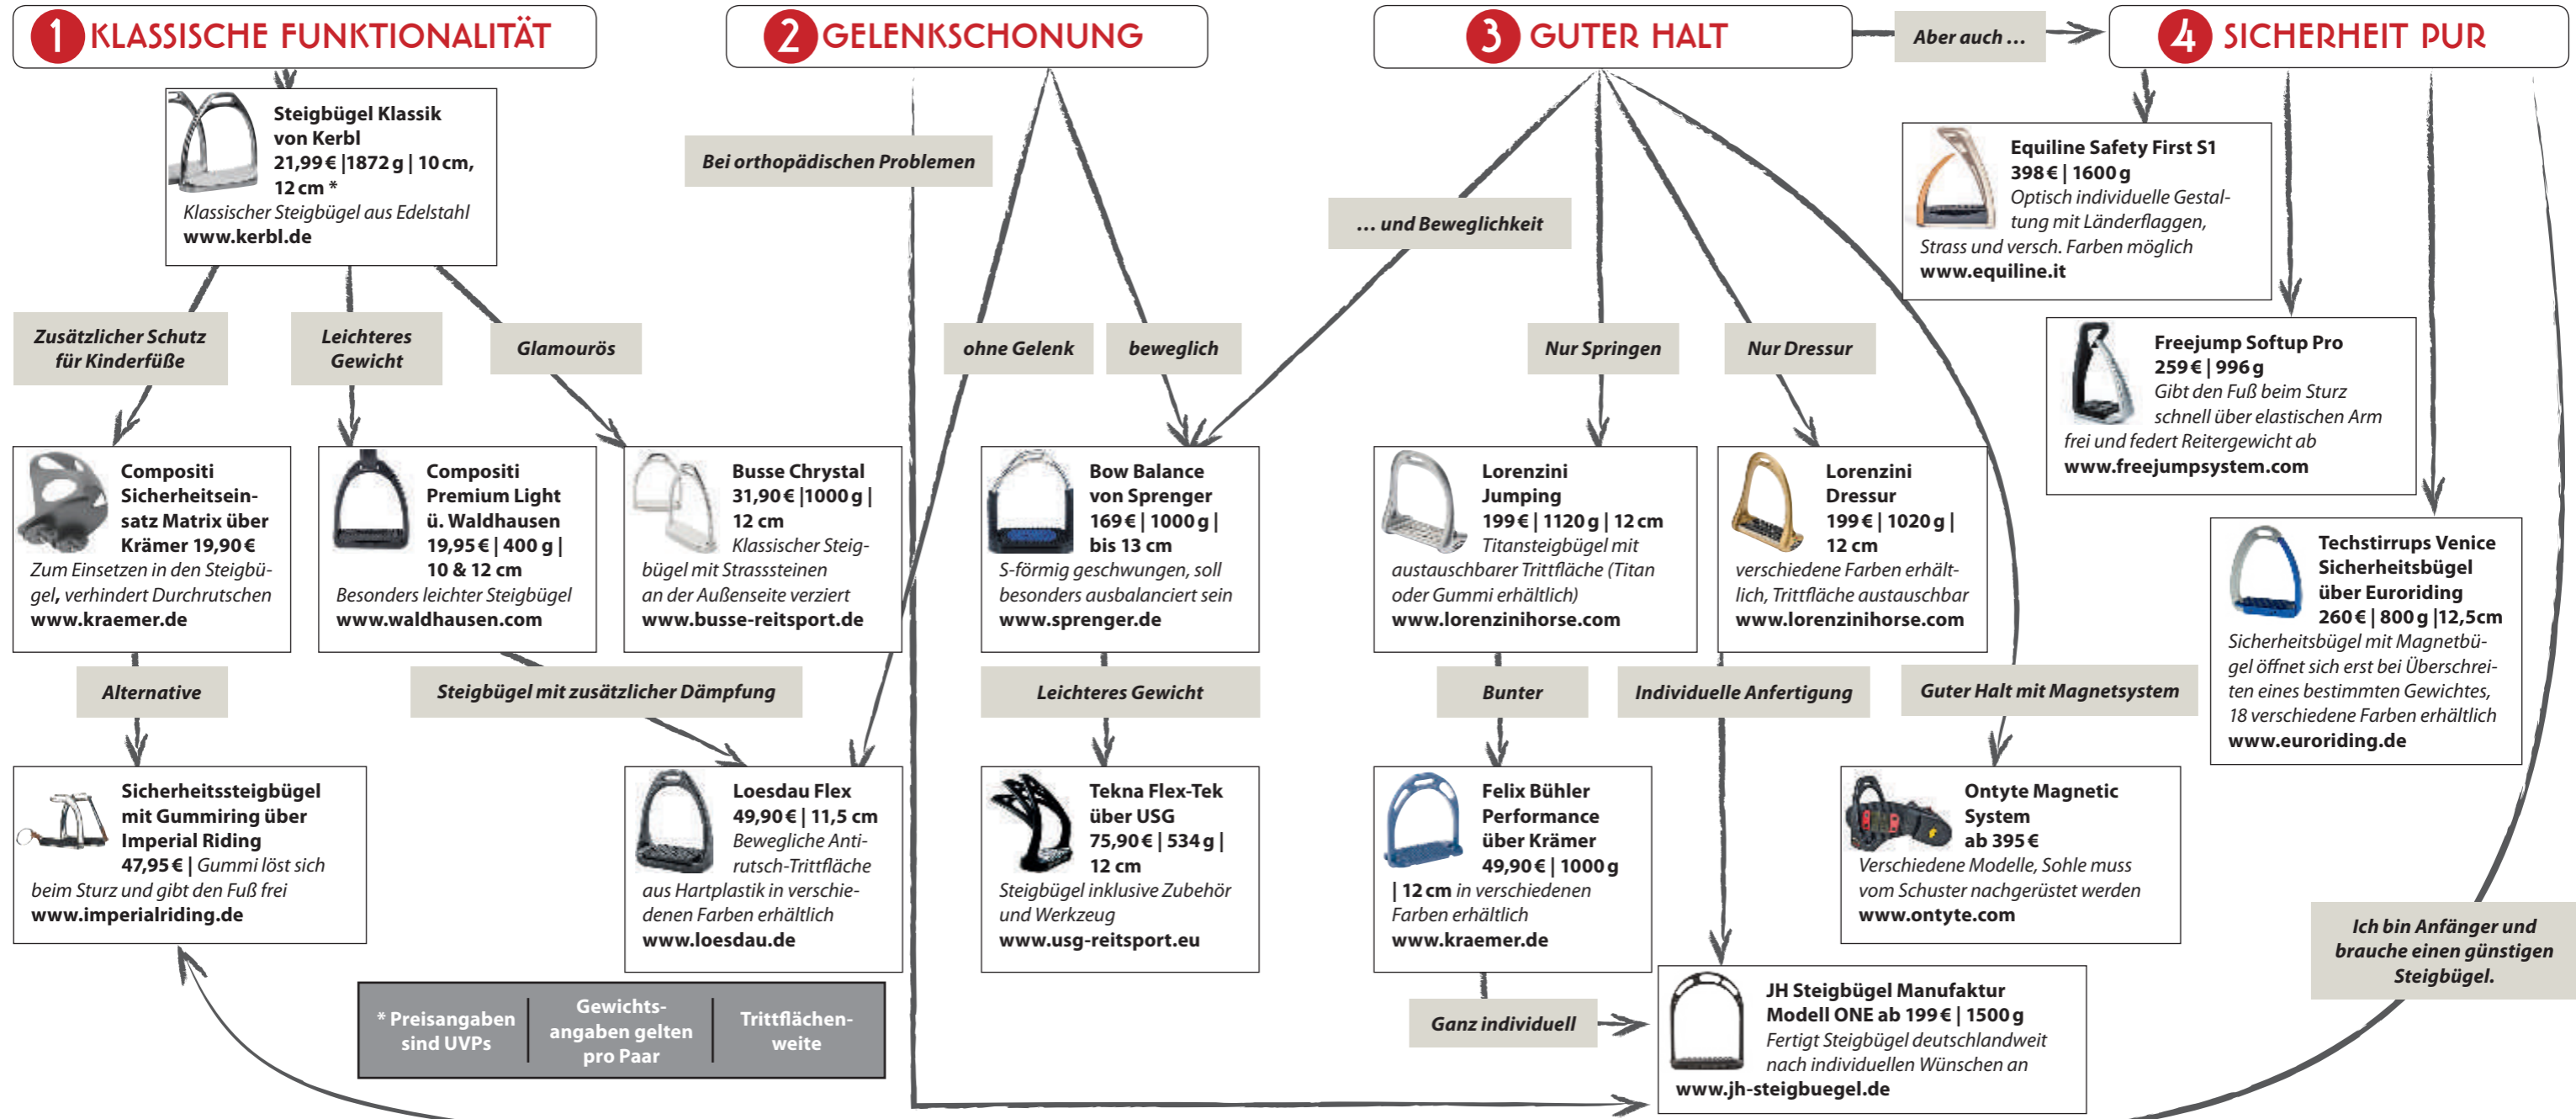 1 KLASSISCHE FUNKTIONALITÄT
Steigbügel Klassik
von Kerbl
21,99 € |1872 g | 10 cm,
12 cm *
Klassischer Steigbügel aus Edelstahl
www.kerbl.de
Zusätzlicher Schutz
für Kinderfüße
Leichteres
Gewicht
Glamourös
Compositi
Sicherheitsein-
satz Matrix über
Krämer 19,90 €
Zum Einsetzen in den Steigbü-
gel, verhindert Durchrutschen
www.kraemer.de
Compositi
Premium Light
ü. Waldhausen
19,95 € | 400 g |
10 & 12 cm
Besonders leichter Steigbügel
www.waldhausen.com
Busse Chrystal
31,90 € |1000 g |
12 cm
Klassischer Steig-
bügel mit Strasssteinen
an der Außenseite verziert
www.busse-reitsport.de
Alternative
Steigbügel mit zusätzlicher Dämpfung
Sicherheitssteigbügel
mit Gummiring über
Imperial Riding
47,95 € | Gummi löst sich
beim Sturz und gibt den Fuß frei
www.imperialriding.de
Loesdau Flex
49,90 € | 11,5 cm
Bewegliche Anti-
rutsch-Trittfläche
aus Hartplastik in verschie-
denen Farben erhältlich
www.loesdau.de
* Preisangaben
sind UVPs
Gewichts-
angaben gelten
pro Paar
Trittflächen-
weite
2 GELENKSCHONUNG
Bei orthopädischen Problemen
ohne Gelenk
beweglich
Bow Balance
von Sprenger
169 € | 1000 g |
bis 13 cm
S-förmig geschwungen, soll
besonders ausbalanciert sein
www.sprenger.de
Leichteres Gewicht
Tekna Flex-Tek
über USG
75,90 € | 534 g |
12 cm
Steigbügel inklusive Zubehör
und Werkzeug
www.usg-reitsport.eu
3 GUTER HALT
Aber auch ...
... und Beweglichkeit
Nur Springen
Nur Dressur
Lorenzini
Jumping
199 € | 1120 g | 12 cm
Titansteigbügel mit
austauschbarer Trittfläche (Titan
oder Gummi erhältlich)
www.lorenzinihorse.com
Lorenzini
Dressur
199 € | 1020 g |
12 cm
verschiedene Farben erhält-
lich, Trittfläche austauschbar
www.lorenzinihorse.com
Bunter
Individuelle Anfertigung
Guter Halt mit Magnetsystem
Felix Bühler
Performance
über Krämer
49,90 € | 1000 g
| 12 cm in verschiedenen
Farben erhältlich
www.kraemer.de
Ontyte Magnetic
System
ab 395 €
Verschiedene Modelle, Sohle muss
vom Schuster nachgerüstet werden
www.ontyte.com
Ganz individuell
JH Steigbügel Manufaktur
Modell ONE ab 199 € | 1500 g
Fertigt Steigbügel deutschlandweit
nach individuellen Wünschen an
www.jh-steigbuegel.de
4 SICHERHEIT PUR
Equiline Safety First S1
398 € | 1600 g
Optisch individuelle Gestal-
tung mit Länderflaggen,
Strass und versch. Farben möglich
www.equiline.it
Freejump Softup Pro
259 € | 996 g
Gibt den Fuß beim Sturz
schnell über elastischen Arm
frei und federt Reitergewicht ab
www.freejumpsystem.com
Techstirrups Venice
Sicherheitsbügel
über Euroriding
260 € | 800 g |12,5cm
Sicherheitsbügel mit Magnetbü-
gel öffnet sich erst bei Überschrei-
ten eines bestimmten Gewichtes,
18 verschiedene Farben erhältlich
www.euroriding.de
Ich bin Anfänger und
brauche einen günstigen
Steigbügel.